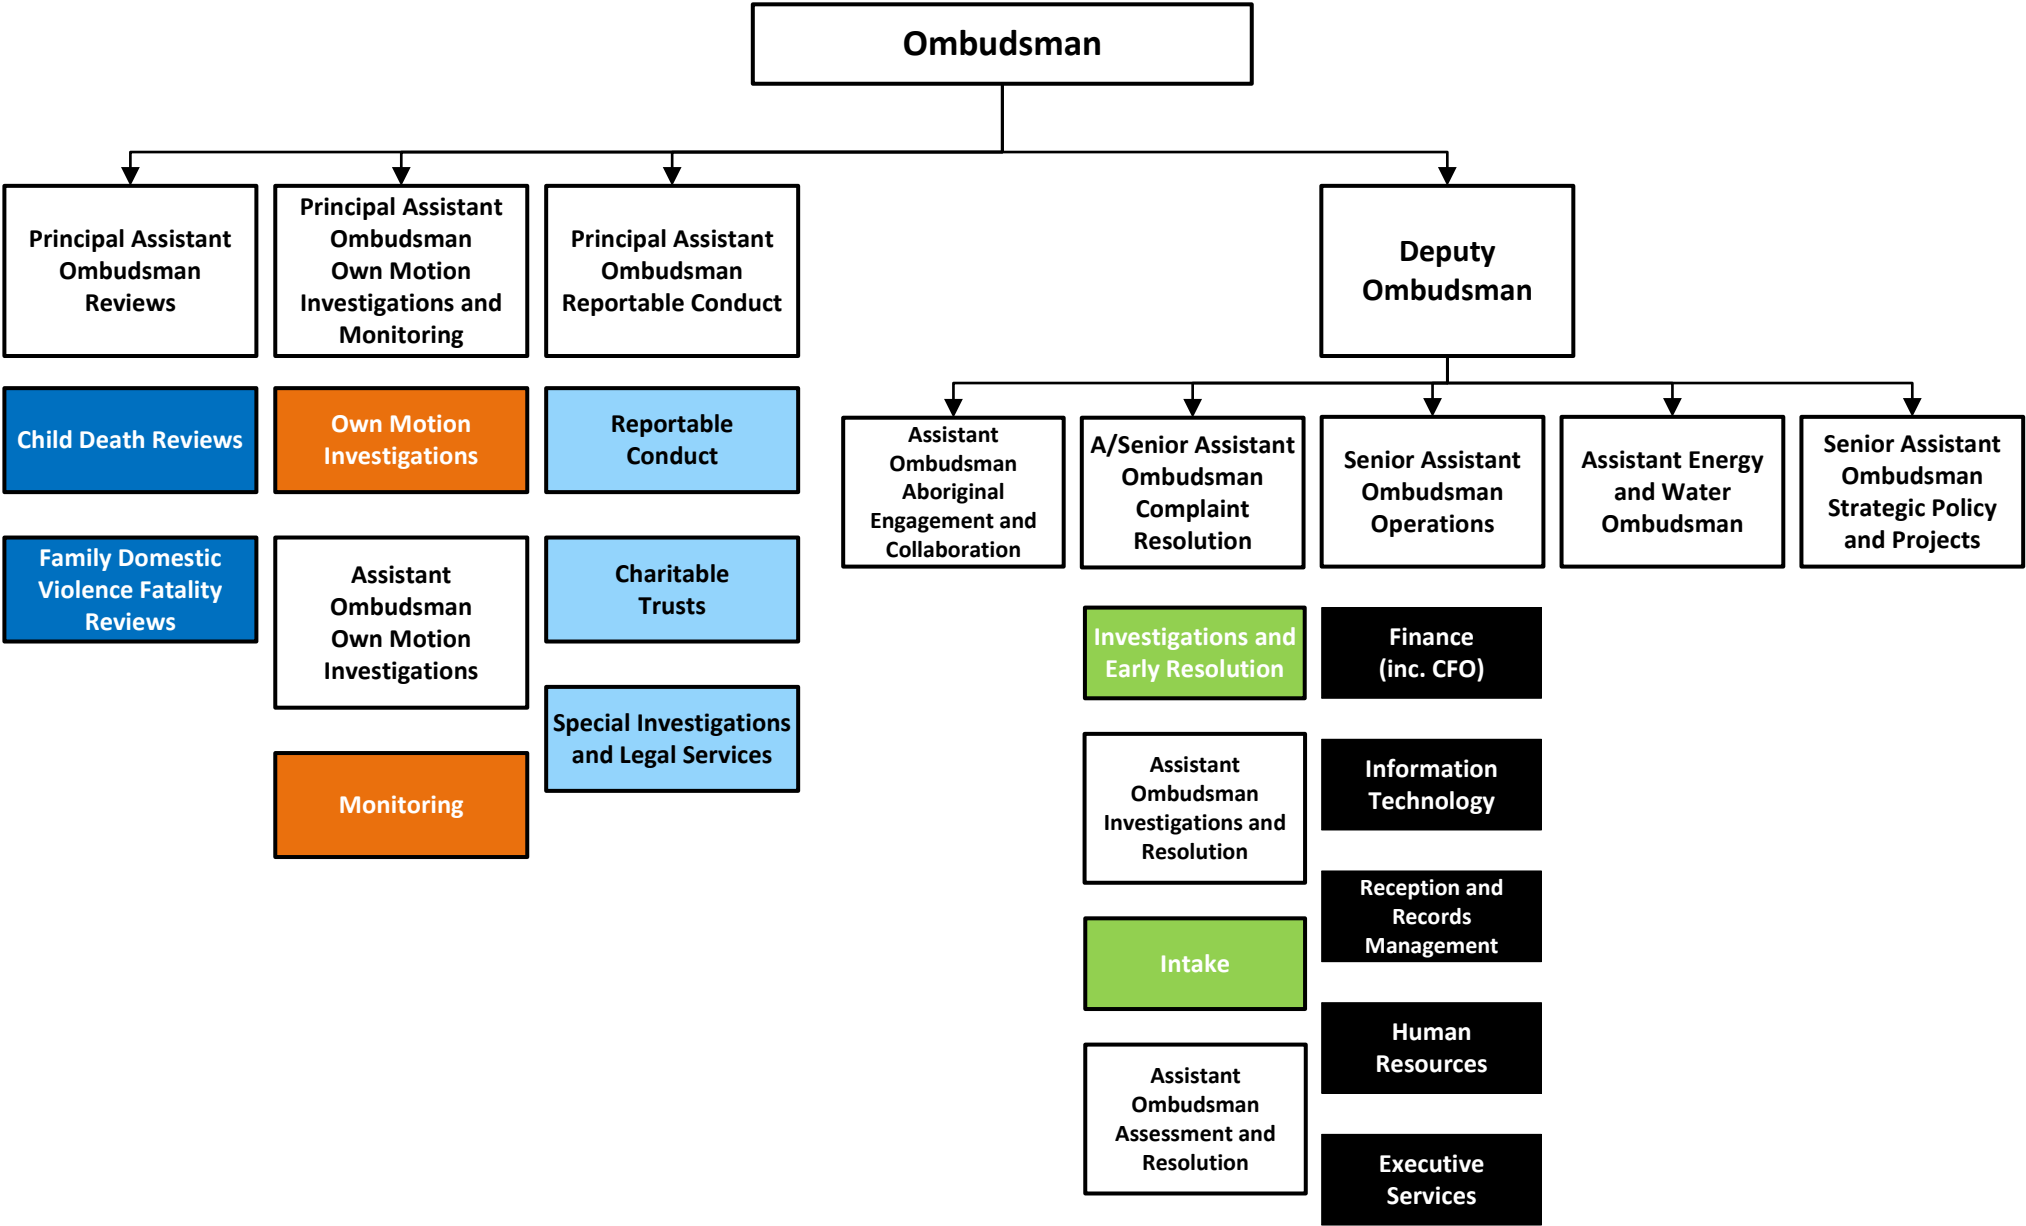 Ombudsman
Principal Assistant
Ombudsman
Reviews
Principal Assistant
Ombudsman
Own Motion
Investigations and
Monitoring
Principal Assistant
Ombudsman
Reportable Conduct
Deputy
Ombudsman
Child Death Reviews
Own Motion
Investigations
Reportable
Conduct
Family Domestic
Violence Fatality
Reviews
Assistant
Ombudsman
Own Motion
Investigations
Charitable
Trusts
Monitoring
Special Investigations
and Legal Services
Assistant
Ombudsman
Aboriginal
Engagement and
Collaboration
A/Senior Assistant
Ombudsman
Complaint
Resolution
Senior Assistant
Ombudsman
Operations
Assistant Energy
and Water
Ombudsman
Senior Assistant
Ombudsman
Strategic Policy
and Projects
Investigations and
Early Resolution
Assistant
Ombudsman
Investigations and
Resolution
Intake
Assistant
Ombudsman
Assessment and
Resolution
Finance
(inc. CFO)
Information
Technology
Reception and
Records
Management
Human
Resources
Executive
Services